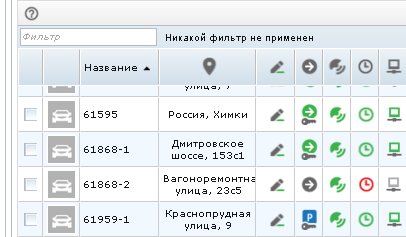 Фильтр
Никакой фильтр не применен
Название
улица, 7
61595
Россия, Химки
61868-1
Дмитровское
шоссе, 153с1
61868-2
Вагоноремонтна
улица, 23с5
61959-1
Краснопрудная
улица, 9
P